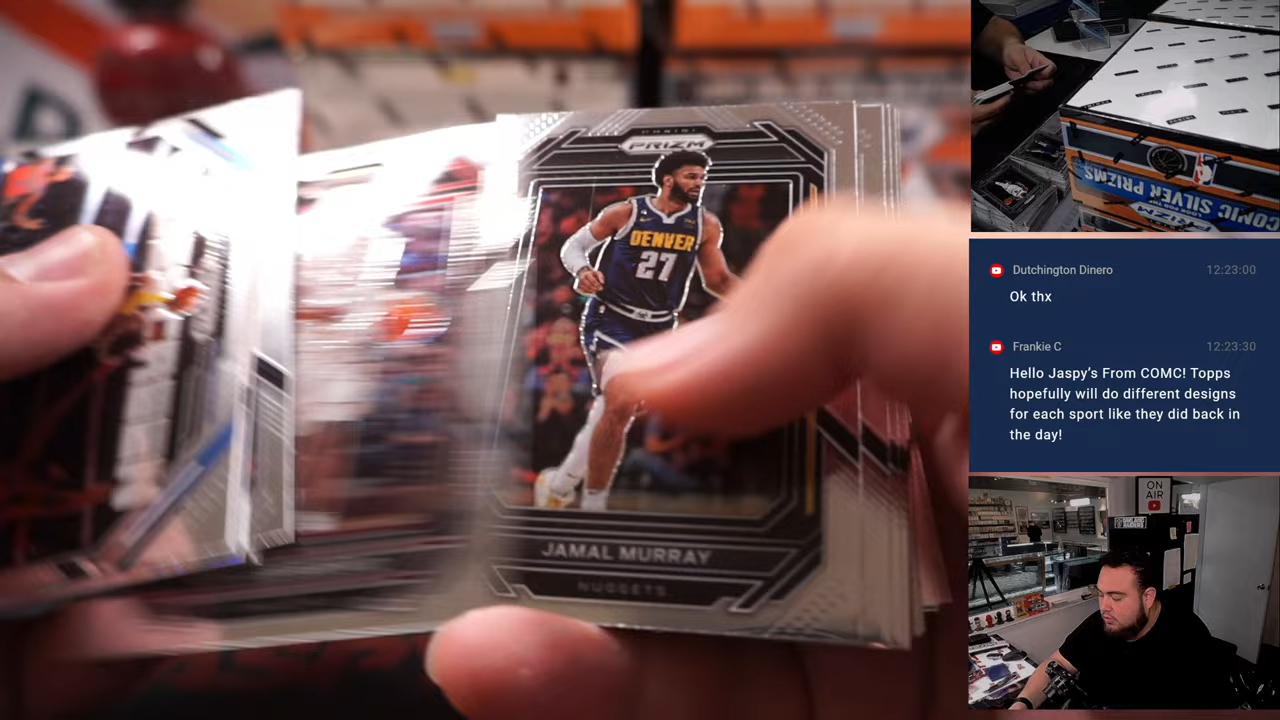 PANINI
PRIZM
DENVER
27
JAMAL MURRAY
NUGGETS
CONIC SILVER PRIZMS
PRIZM
Dutchington Dinero 12:23:00
Ok thx
Frankie C 12:23:30
Hello Jaspy's From COMC! Topps
hopefully will do different designs
for each sport like they did back in
the day!
ON
AIR